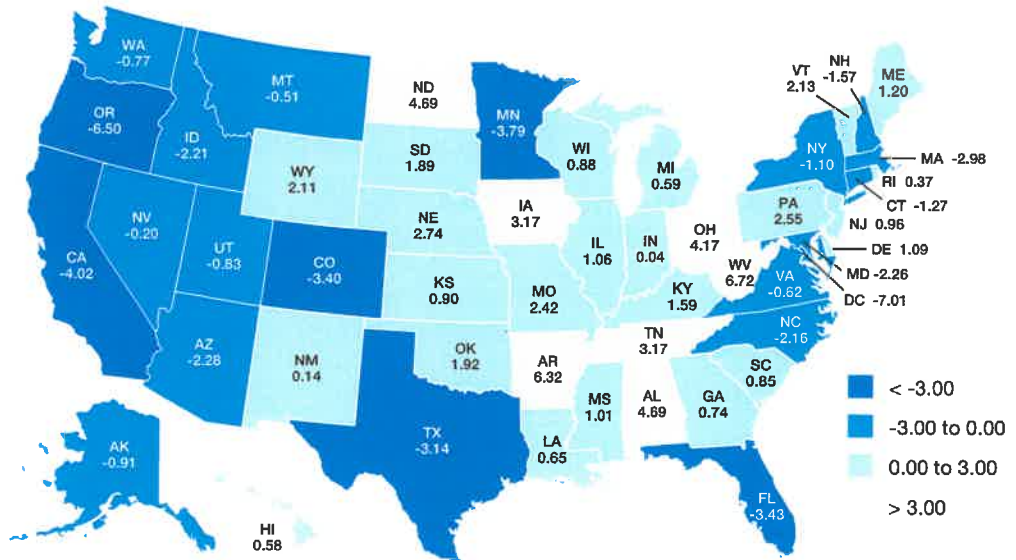 WA
-0.77
MT
-0.51
ND
4.69
MN
-3.79
VT
2.13
NH
-1.57
ME
1.20
OR
-6.50
ID
-2.21
WY
2.11
SD
1.89
WI
0.88
MI
0.59
NY
-1.10
MA -2.98
RI 0.37
CT -1.27
NJ 0.96
PA
2.55
DE 1.09
MD -2.26
DC -7.01
NV
-0.20
UT
-0.83
CO
-3.40
NE
2.74
IA
3.17
IL
1.06
IN
0.04
OH
4.17
WV
6.72
VA
-0.62
CA
-4.02
KS
0.90
MO
2.42
KY
1.59
NC
-2.16
AZ
-2.28
NM
0.14
OK
1.92
AR
6.32
TN
3.17
SC
0.85
MS
1.01
AL
4.69
GA
0.74
TX
-3.14
LA
0.65
FL
-3.43
AK
-0.91
HI
0.58
< -3.00
-3.00 to 0.00
0.00 to 3.00
> 3.00